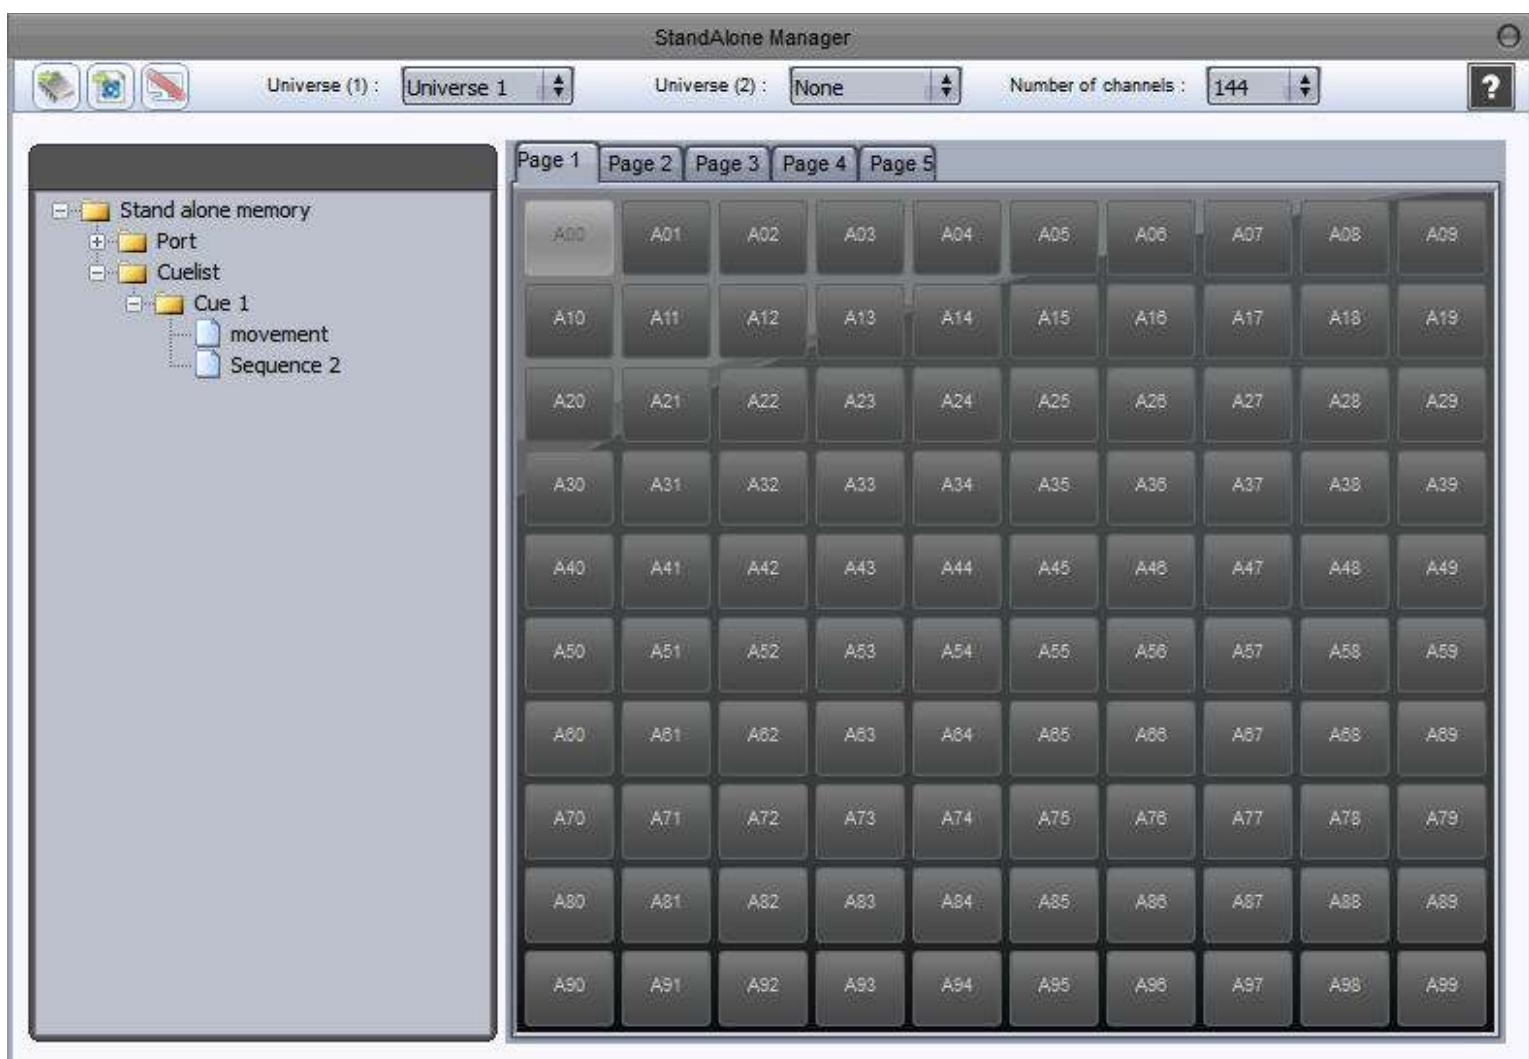 StandAlone Manager
Universe (1) : Universe 1 Universe (2) : None Number of channels : 144 ?
Page 1 Page 2 Page 3 Page 4 Page 5
Stand alone memory
Port
Cuelist
Cue 1
movement
Sequence 2
A00 A01 A02 A03 A04 A05 A06 A07 A08 A09
A10 A11 A12 A13 A14 A15 A16 A17 A18 A19
A20 A21 A22 A23 A24 A25 A26 A27 A28 A29
A30 A31 A32 A33 A34 A35 A36 A37 A38 A39
A40 A41 A42 A43 A44 A45 A46 A47 A48 A49
A50 A51 A52 A53 A54 A55 A56 A57 A58 A59
A60 A61 A62 A63 A64 A65 A66 A67 A68 A69
A70 A71 A72 A73 A74 A75 A76 A77 A78 A79
A80 A81 A82 A83 A84 A85 A86 A87 A88 A89
A90 A91 A92 A93 A94 A95 A96 A97 A98 A99